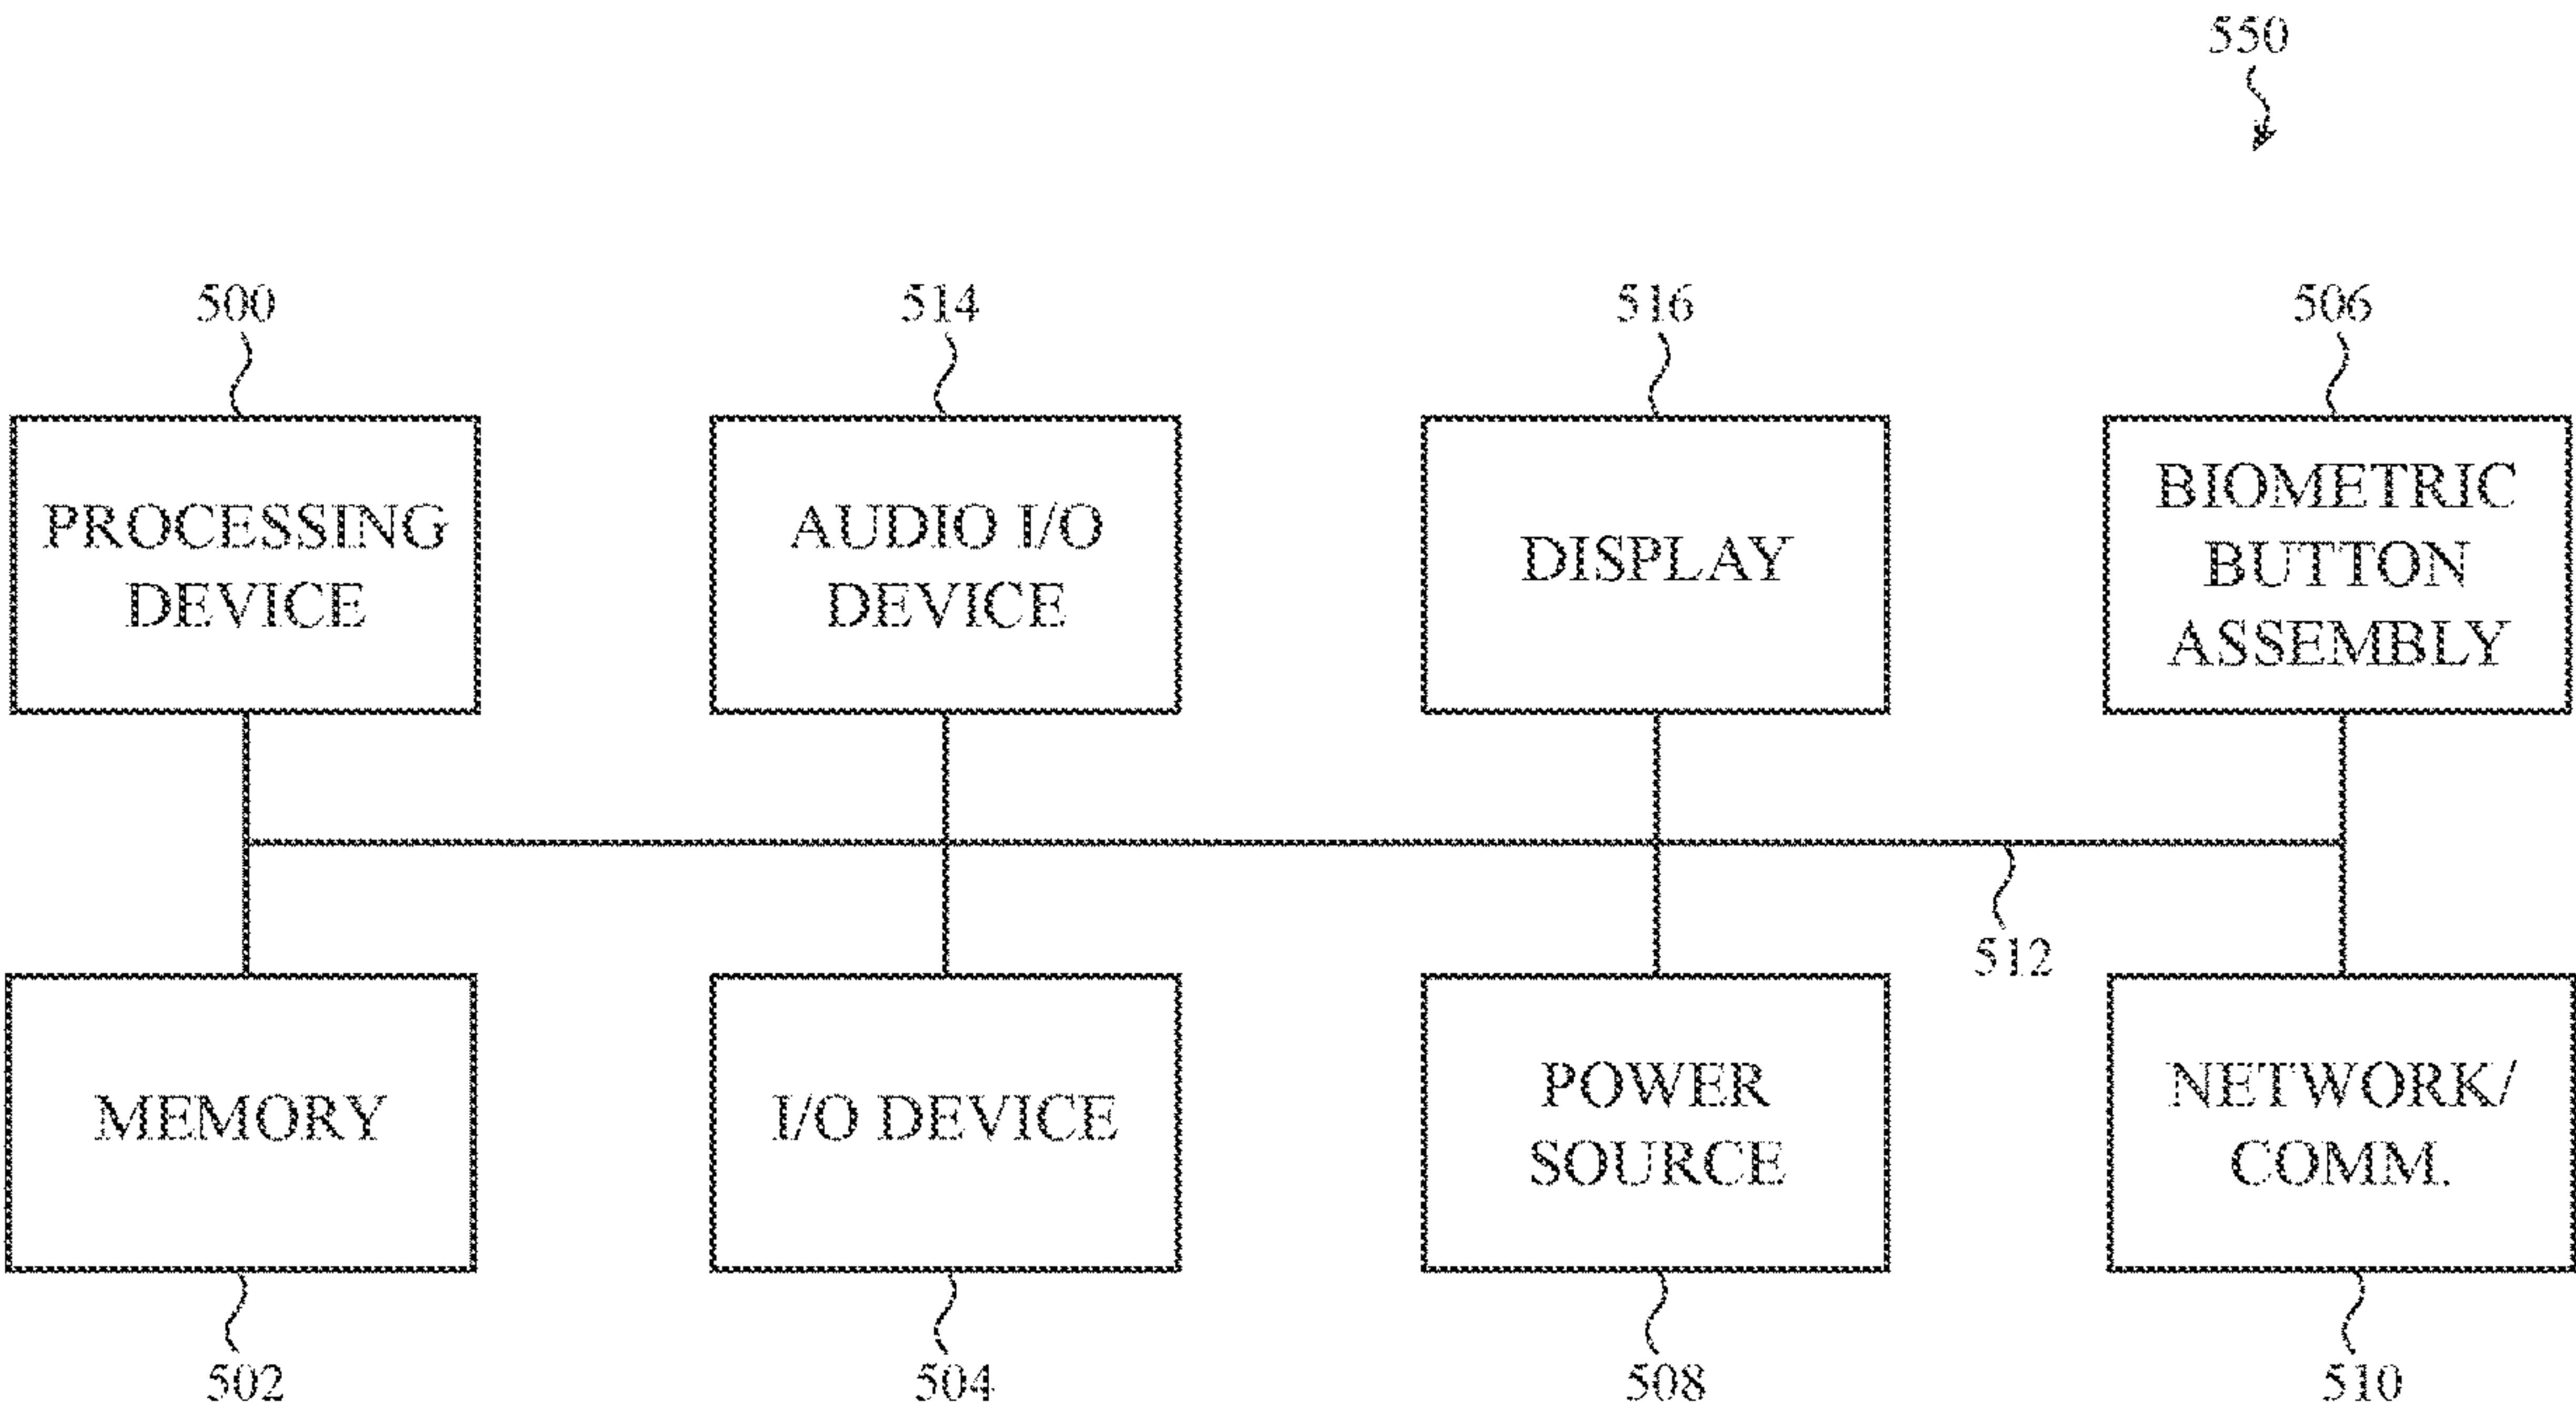 550
500
514
516
506
PROCESSING
DEVICE
AUDIO I/O
DEVICE
DISPLAY
BIOMETRIC
BUTTON
ASSEMBLY
512
MEMORY
I/O DEVICE
POWER
SOURCE
NETWORK/
COMM.
502
504
508
510